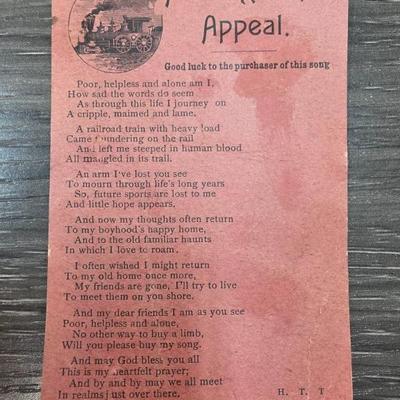 Appeal.
Good luck to the purchaser of this song
Poor, helpless and alone am I,
How sad the words do seem
As through this life I journey on
A cripple, maimed and lame.
A railroad train with heavy load
Came foundering on the rail
And left me steeped in human blood
All mangled in its trail.
An arm I've lost you see
To mourn through life's long years
So, future sports are lost to me
And little hope appears.
And now my thoughts often return
To my boyhood's happy home,
And to the old familiar haunts
In which I love to roam.
I often wished I might return
To my old home once more,
My friends are gone, I'll try to live
To meet them on yon shore.
And my dear friends I am as you see
Poor, helpless and alone,
No other way to buy a limb,
Will you please buy my song.
And may God bless you all
This is my heartfelt prayer;
And by and by may we all meet
In realms just over there.
H. T. T